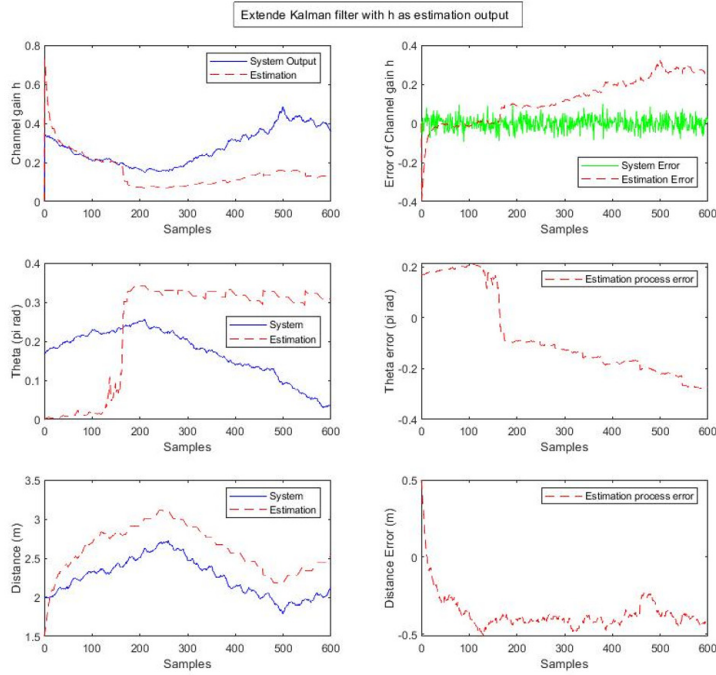 Extende Kalman filter with h as estimation output
Channel gain h
0.8
0.6
0.4
0.2
0
System Output
Estimation
0 100 200 300 400 500 600
Samples
Error of Channel gain h
0.4
0.2
0
-0.2
-0.4
System Error
Estimation Error
0 100 200 300 400 500 600
Samples
Theta (pi rad)
0.4
0.3
0.2
0.1
0
System
Estimation
0 100 200 300 400 500 600
Samples
Theta error (pi rad)
0.2
0
-0.2
-0.4
Estimation process error
0 100 200 300 400 500 600
Samples
Distance (m)
3.5
3
2.5
2
1.5
System
Estimation
0 100 200 300 400 500 600
Samples
Distance Error (m)
0.5
0
-0.5
Estimation process error
0 100 200 300 400 500 600
Samples